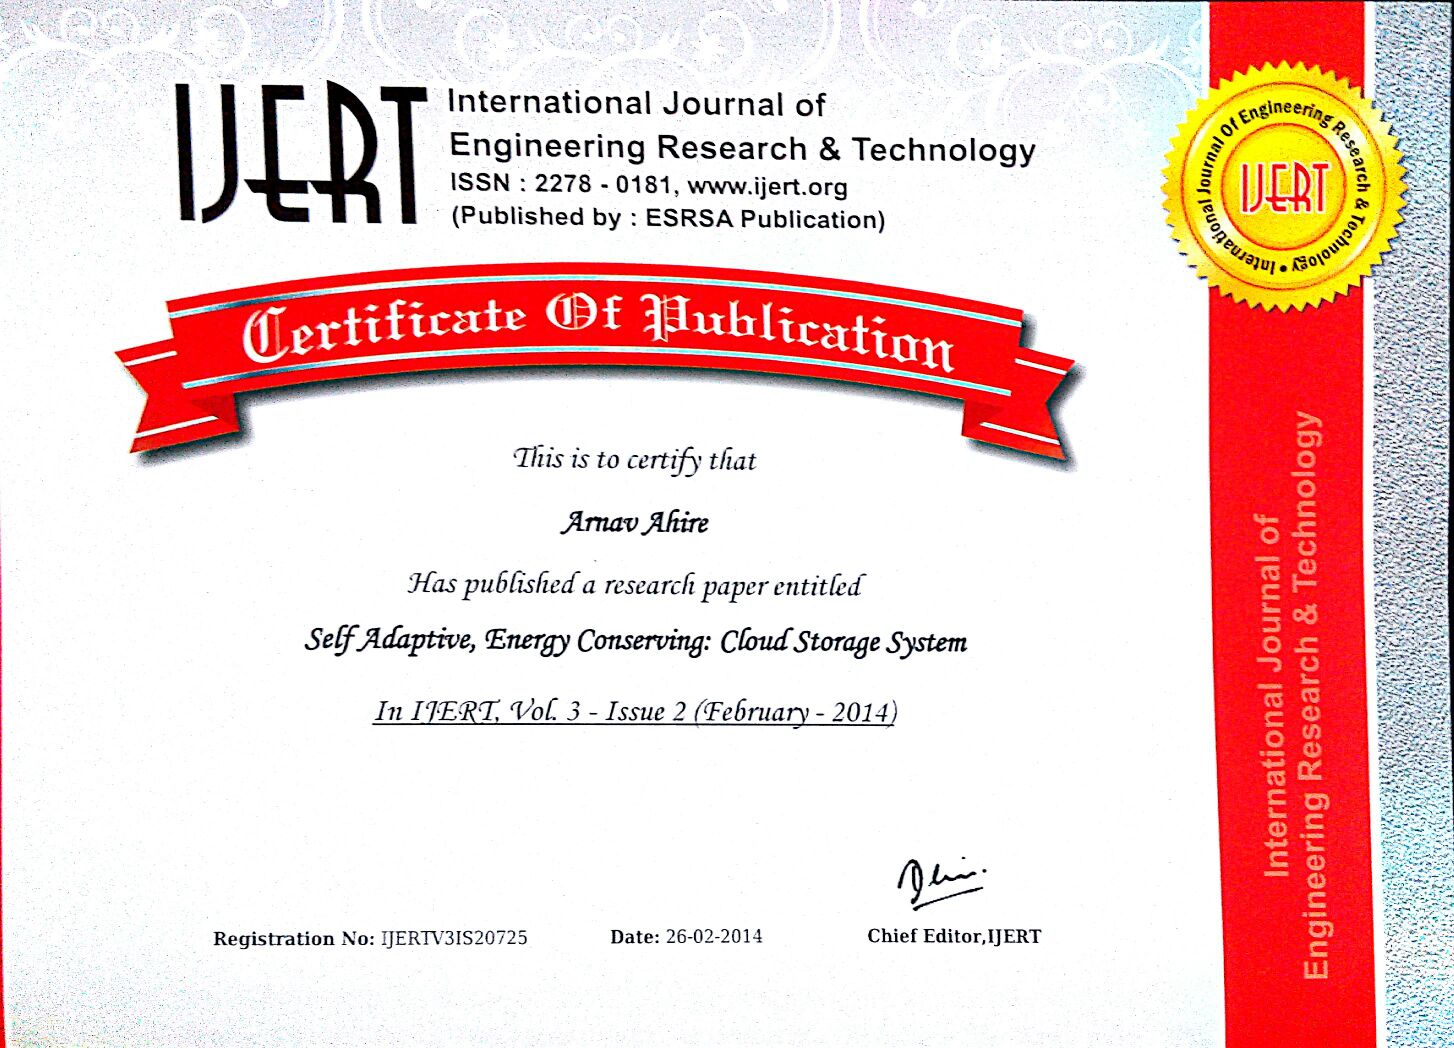 IJERT
International Journal of
Engineering Research & Technology
ISSN : 2278 - 0181, www.ijert.org
(Published by : ESRSA Publication)
International Journal Of Engineering Research & Technology •
IJERT
Certificate Of Publication
This is to certify that
Arnav Ahire
Has published a research paper entitled
Self Adaptive, Energy Conserving: Cloud Storage System
In IJERT, Vol. 3 - Issue 2 (February - 2014)
Registration No: IJERTV3IS20725
Date: 26-02-2014
Chief Editor,IJERT
International Journal of
Engineering Research & Technology